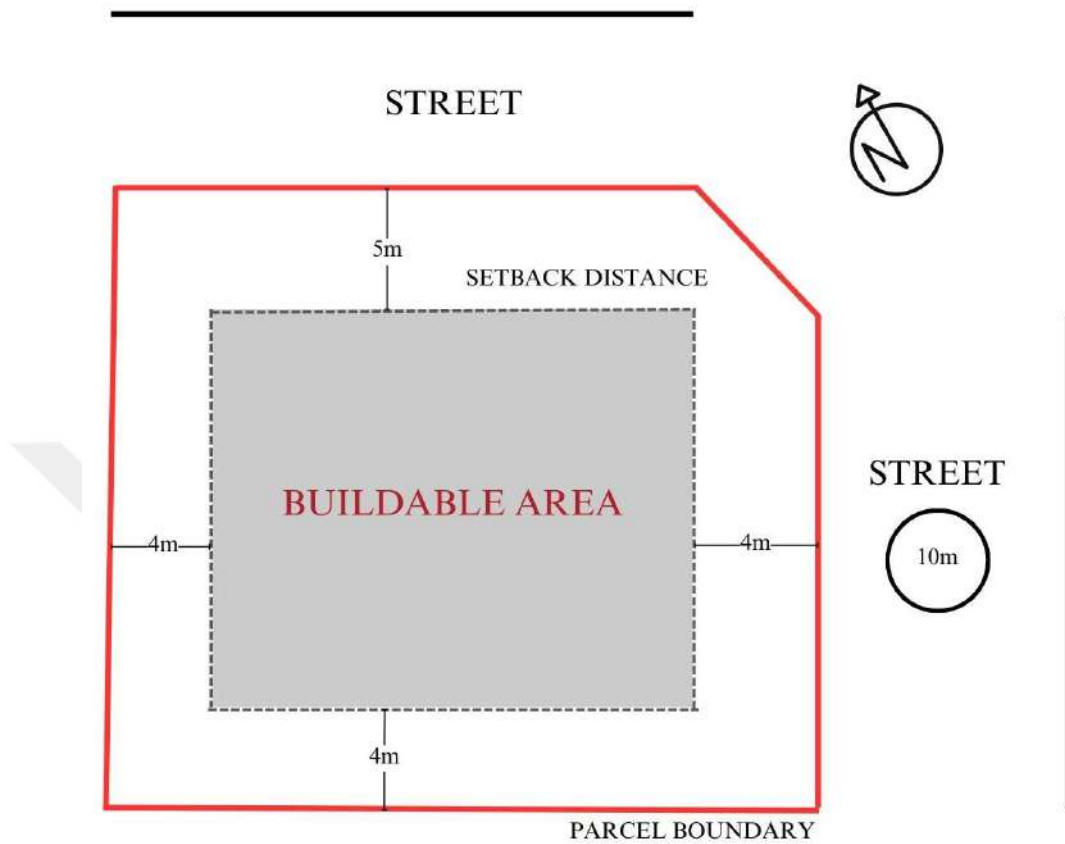 STREET
5m
SETBACK DISTANCE
STREET
BUILDABLE AREA
4m
4m
10m
4m
PARCEL BOUNDARY